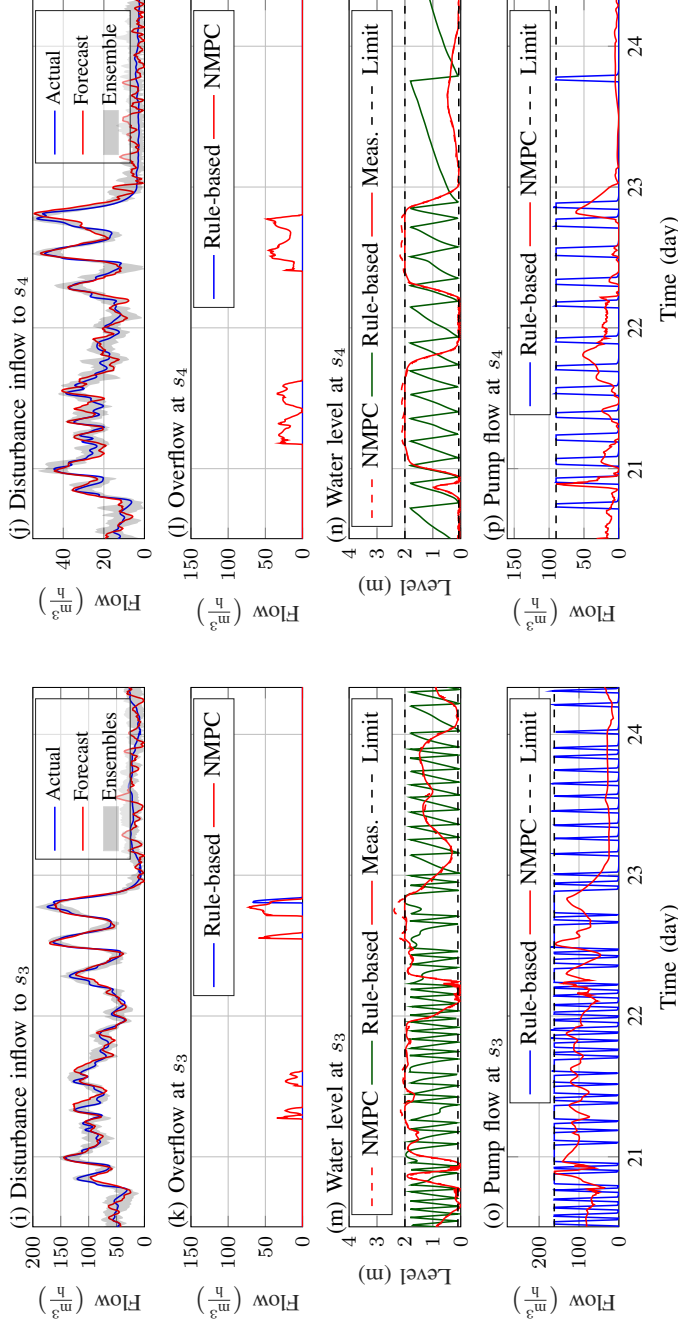 (i) Disturbance inflow to s3
Flow (m3/h)
200
150
100
50
0
Actual
Forecast
Ensembles
(k) Overflow at s3
Flow (m3/h)
150
100
50
0
Rule-based
NMPC
(m) Water level at s3
Level (m)
4
3
2
1
0
NMPC
Rule-based
Meas.
Limit
(o) Pump flow at s3
Flow (m3/h)
200
100
0
Rule-based
NMPC
Limit
21
22
23
24
Time (day)
(j) Disturbance inflow to s4
Flow (m3/h)
40
20
0
Actual
Forecast
Ensemble
(l) Overflow at s4
Flow (m3/h)
150
100
50
0
Rule-based
NMPC
(n) Water level at s4
Level (m)
4
3
2
1
0
NMPC
Rule-based
Meas.
Limit
(p) Pump flow at s4
Flow (m3/h)
150
100
50
0
Rule-based
NMPC
Limit
21
22
23
24
Time (day)